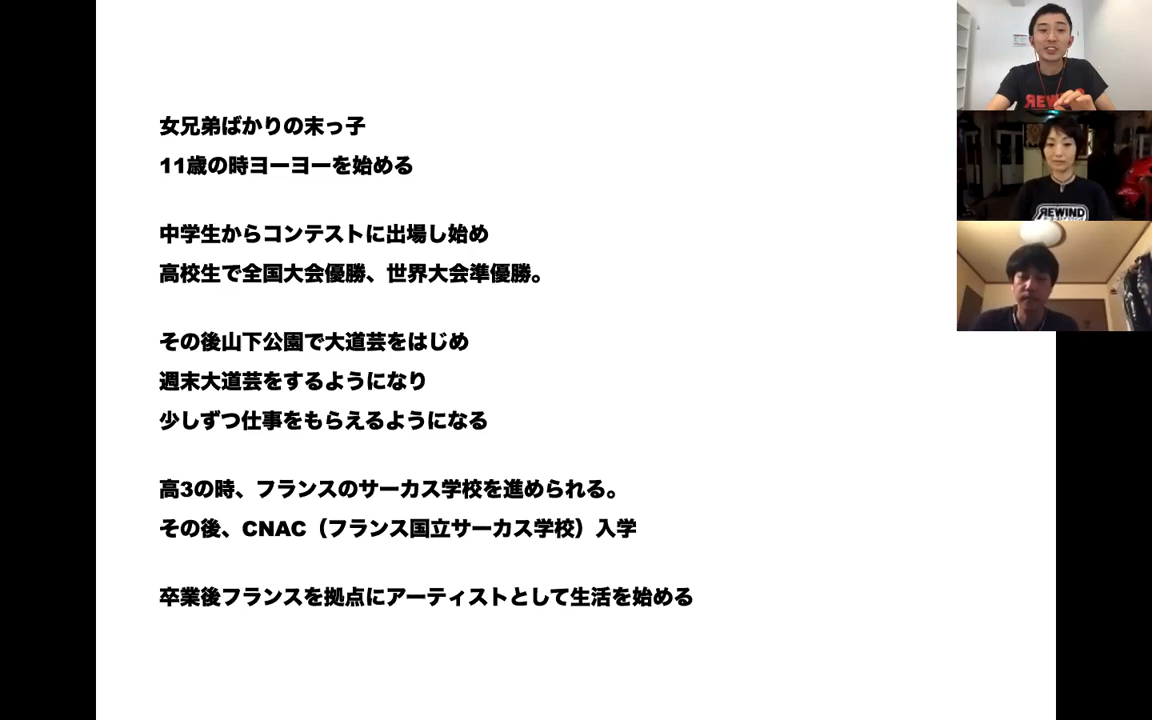 女兄弟ばかりの末っ子
11歳の時ヨーヨーを始める
中学生からコンテストに出場し始め
高校生で全国大会優勝、世界大会準優勝。
その後山下公園で大道芸をはじめ
週末大道芸をするようになり
少しずつ仕事をもらえるようになる
高3の時、フランスのサーカス学校を進められる。
その後、CNAC（フランス国立サーカス学校）入学
卒業後フランスを拠点にアーティストとして生活を始める
REWIND